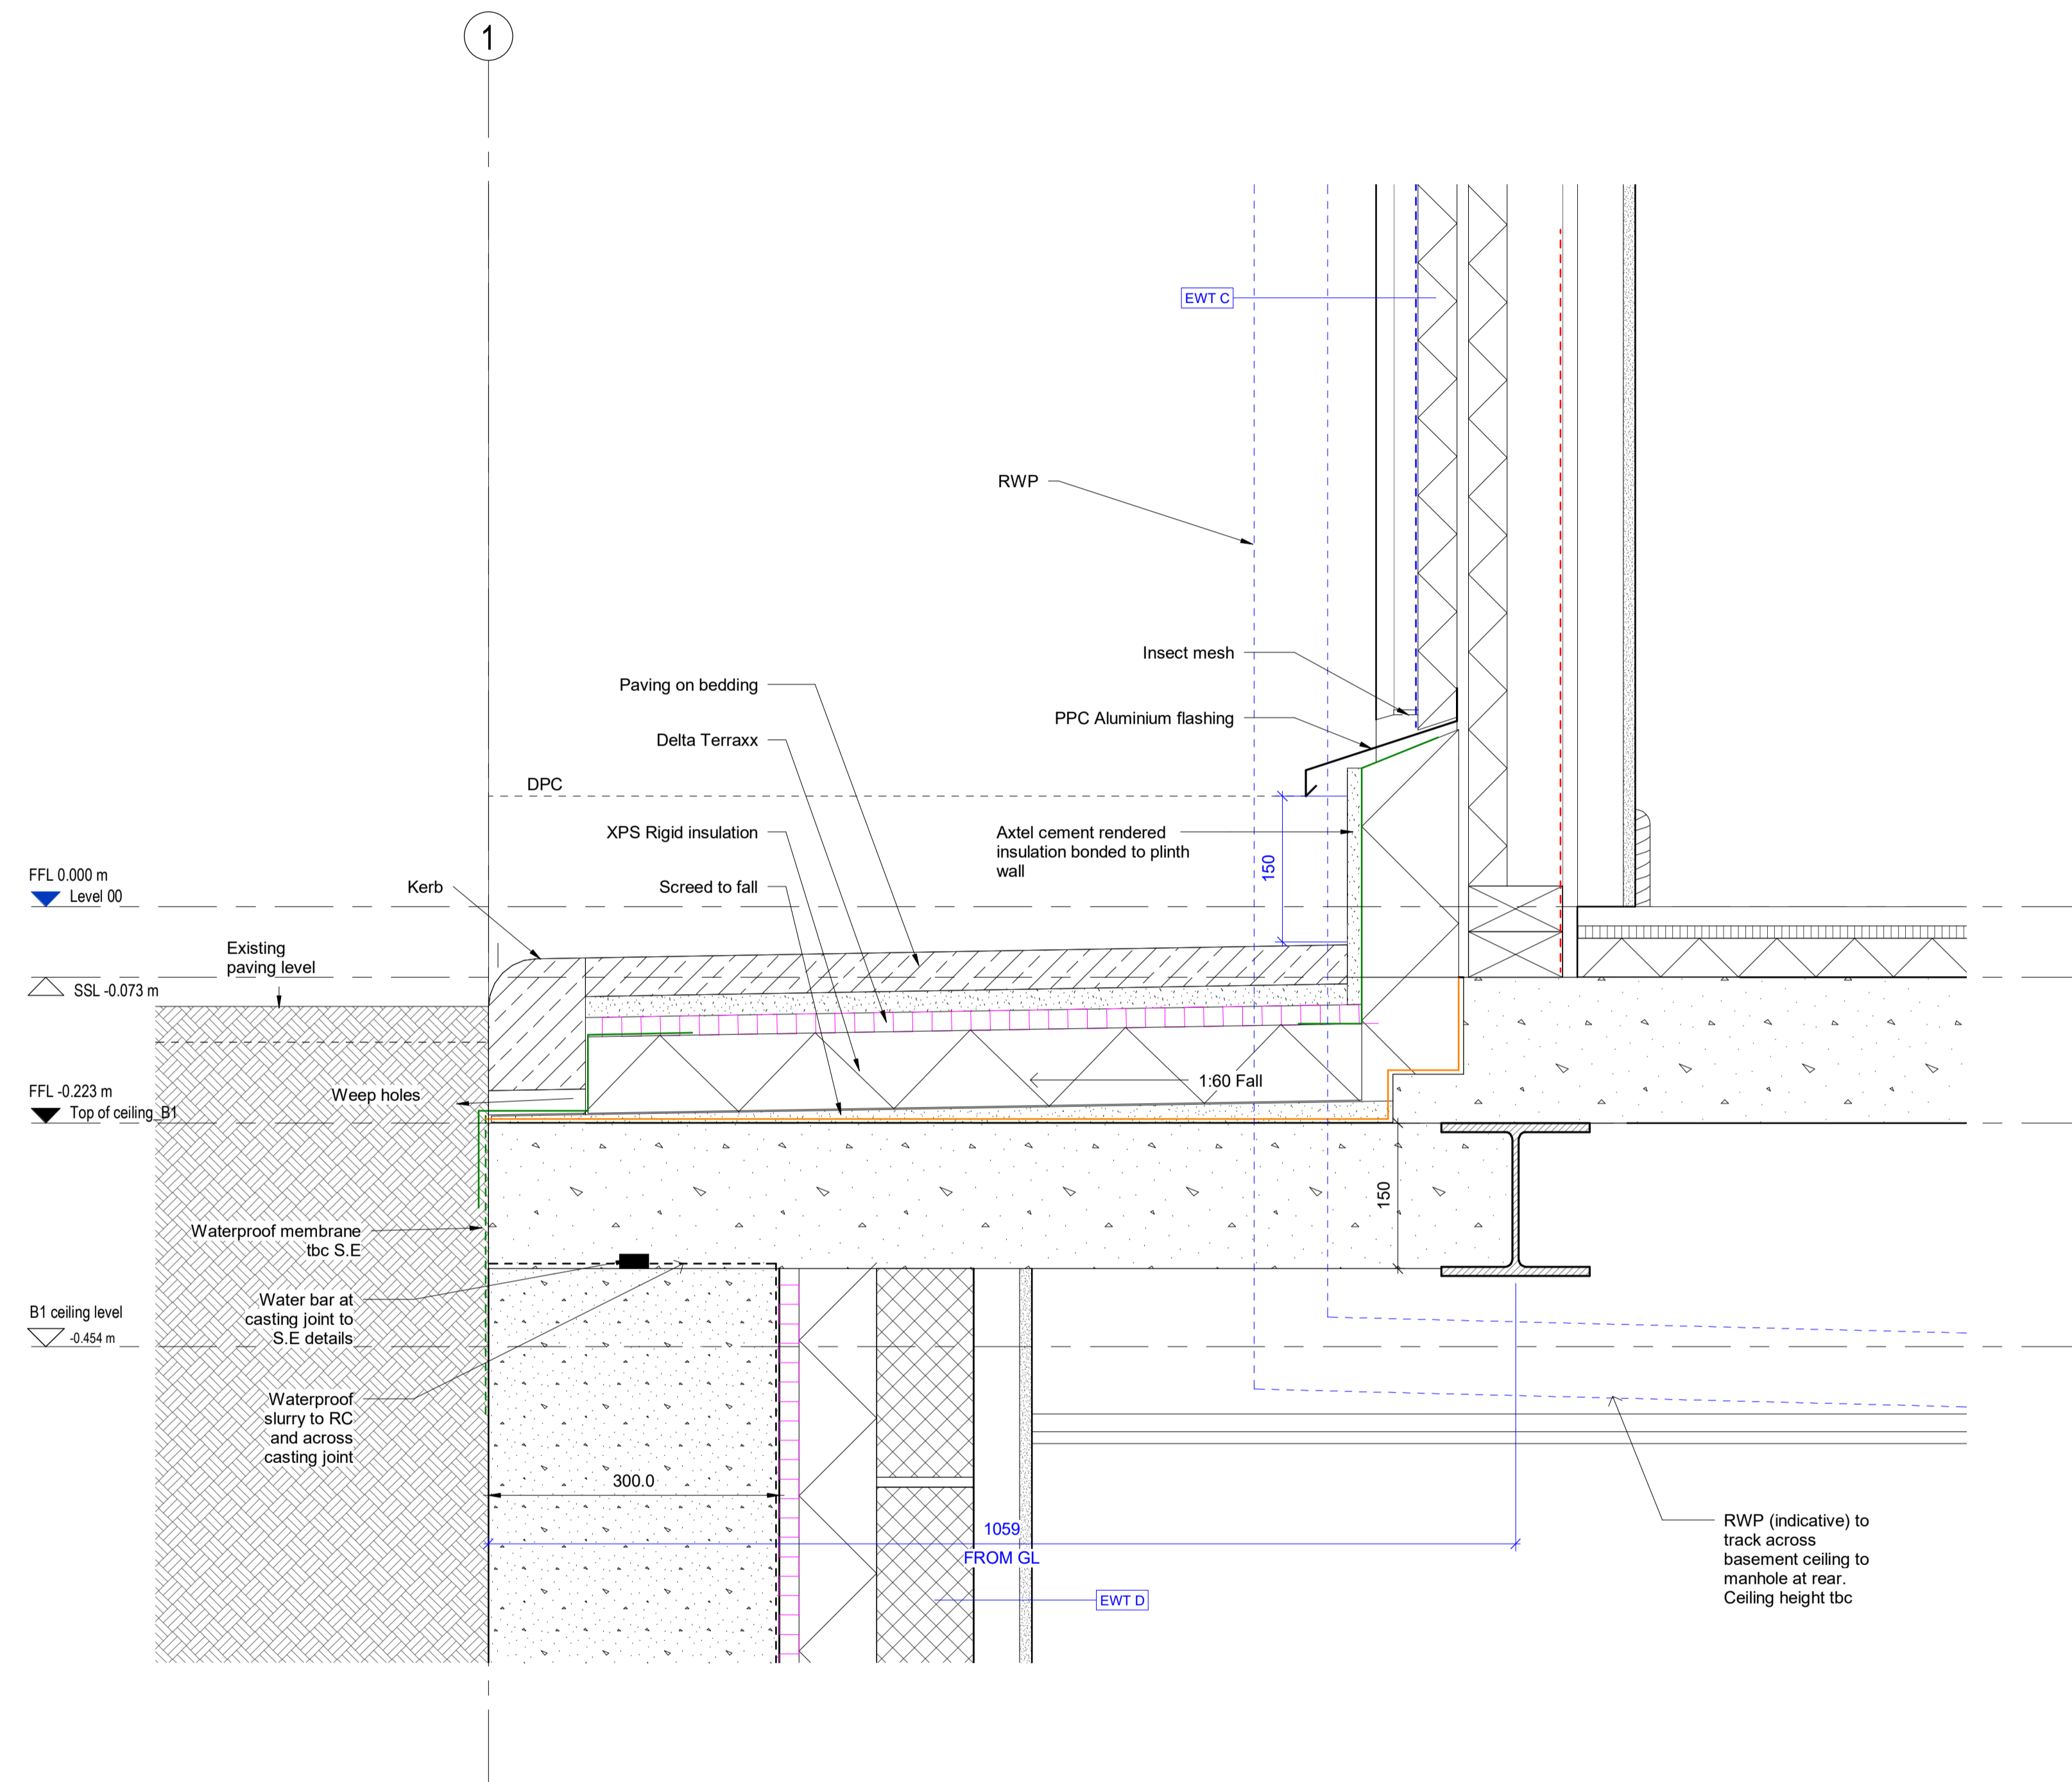 1
EWT C
RWP
Insect mesh
Paving on bedding
PPC Aluminium flashing
Delta Terraxx
DPC
XPS Rigid insulation
Axtel cement rendered
insulation bonded to plinth
wall
150
FFL 0.000 m
Level 00
Kerb
Screed to fall
Existing
paving level
SSL -0.073 m
FFL -0.223 m
Top of ceiling_B1
Weep holes
1:60 Fall
150
Waterproof membrane
tbc S.E
Water bar at
casting joint to
S.E details
B1 ceiling level
-0.454 m
Waterproof
slurry to RC
and across
casting joint
300.0
1059
FROM GL
RWP (indicative) to
track across
basement ceiling to
manhole at rear.
Ceiling height tbc
EWT D